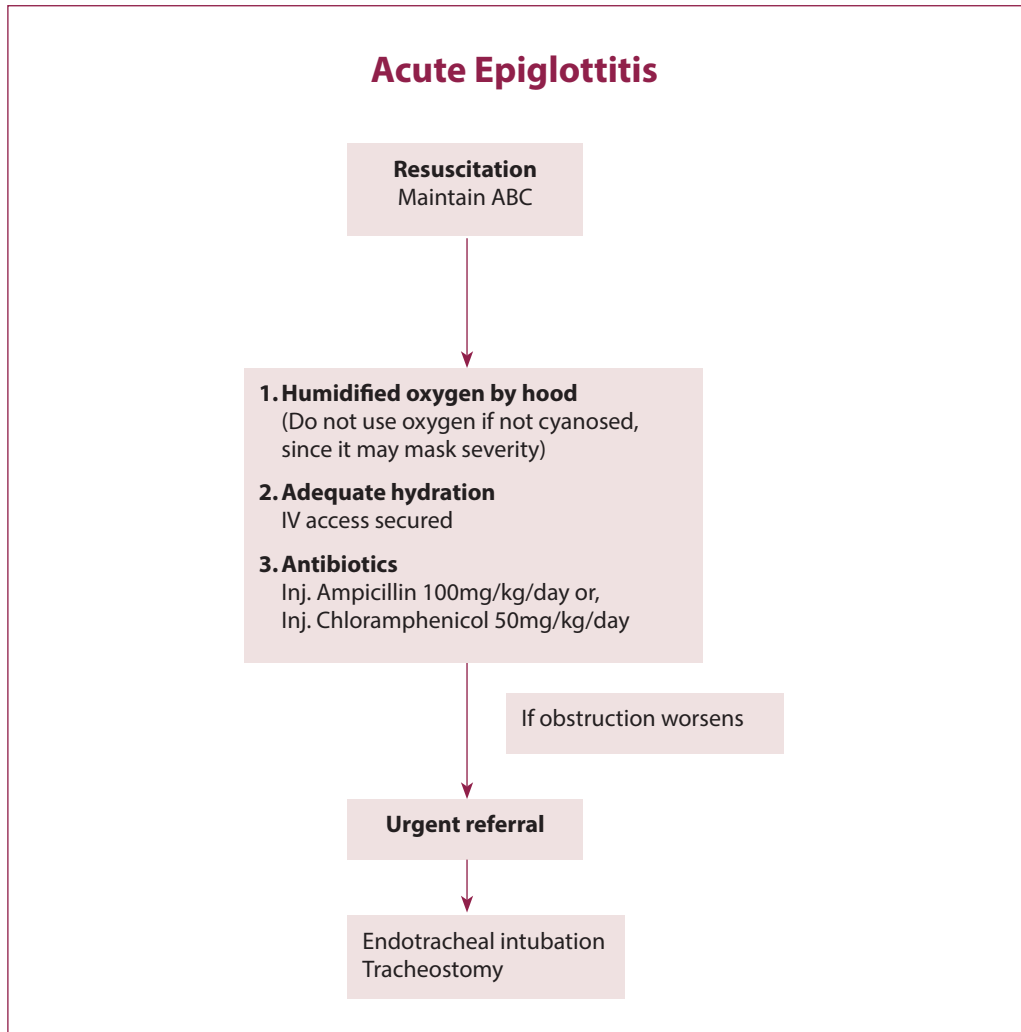 Acute Epiglottitis
Resuscitation
Maintain ABC
1. Humidified oxygen by hood
(Do not use oxygen if not cyanosed,
since it may mask severity)
2. Adequate hydration
IV access secured
3. Antibiotics
Inj. Ampicillin 100mg/kg/day or,
Inj. Chloramphenicol 50mg/kg/day
If obstruction worsens
Urgent referral
Endotracheal intubation
Tracheostomy